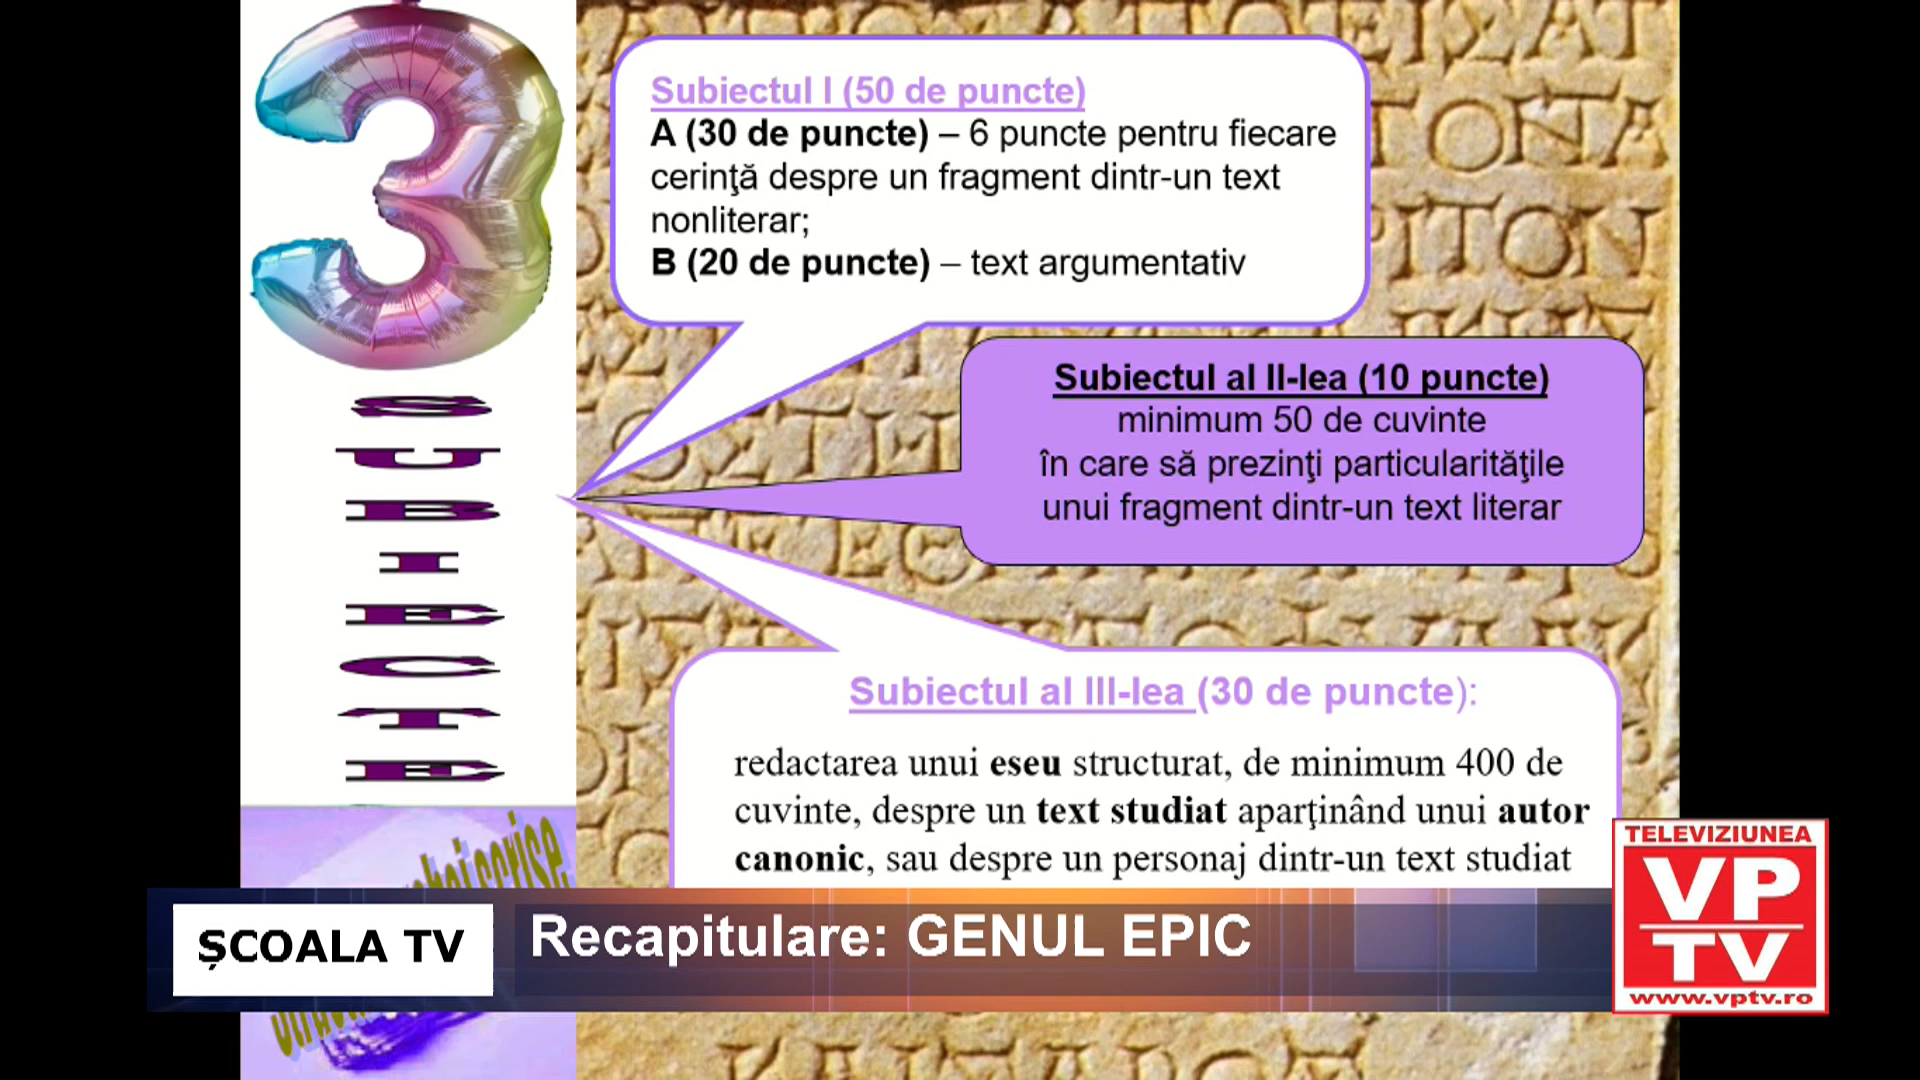 3
SUBIECTE
Subiectul I (50 de puncte)
A (30 de puncte) – 6 puncte pentru fiecare
cerinţă despre un fragment dintr-un text
nonliterar;
B (20 de puncte) – text argumentativ
Subiectul al II-lea (10 puncte)
minimum 50 de cuvinte
în care să prezinţi particularităţile
unui fragment dintr-un text literar
Subiectul al III-lea (30 de puncte):
redactarea unui eseu structurat, de minimum 400 de
cuvinte, despre un text studiat aparţinând unui autor
canonic, sau despre un personaj dintr-un text studiat
scrise
ȘCOALA TV
Recapitulare: GENUL EPIC
TELEVIZIUNEA
VP
TV
www.vptv.ro